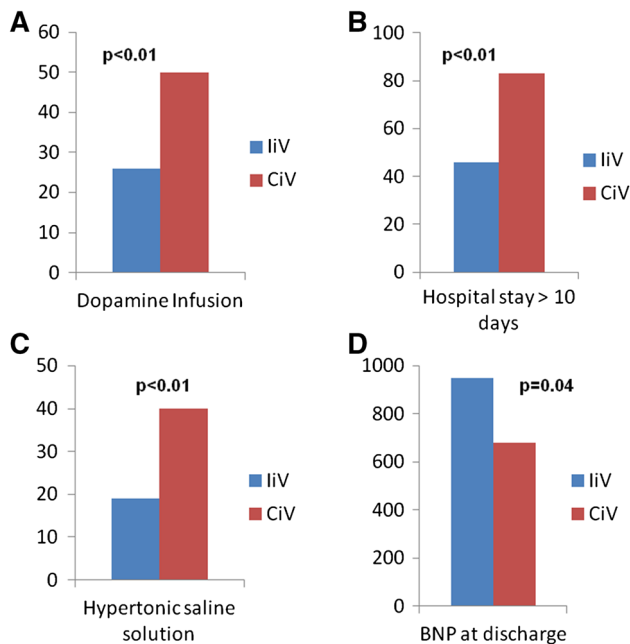 A
p<0.01
60
50
40
30
20
10
0
IiV
CiV
Dopamine Infusion
B
p<0.01
100
80
60
40
20
0
IiV
CiV
Hospital stay > 10
days
C
p<0.01
50
40
30
20
10
0
IiV
CiV
Hypertonic saline
solution
D
p=0.04
1000
800
600
400
200
0
IiV
CiV
BNP at discharge